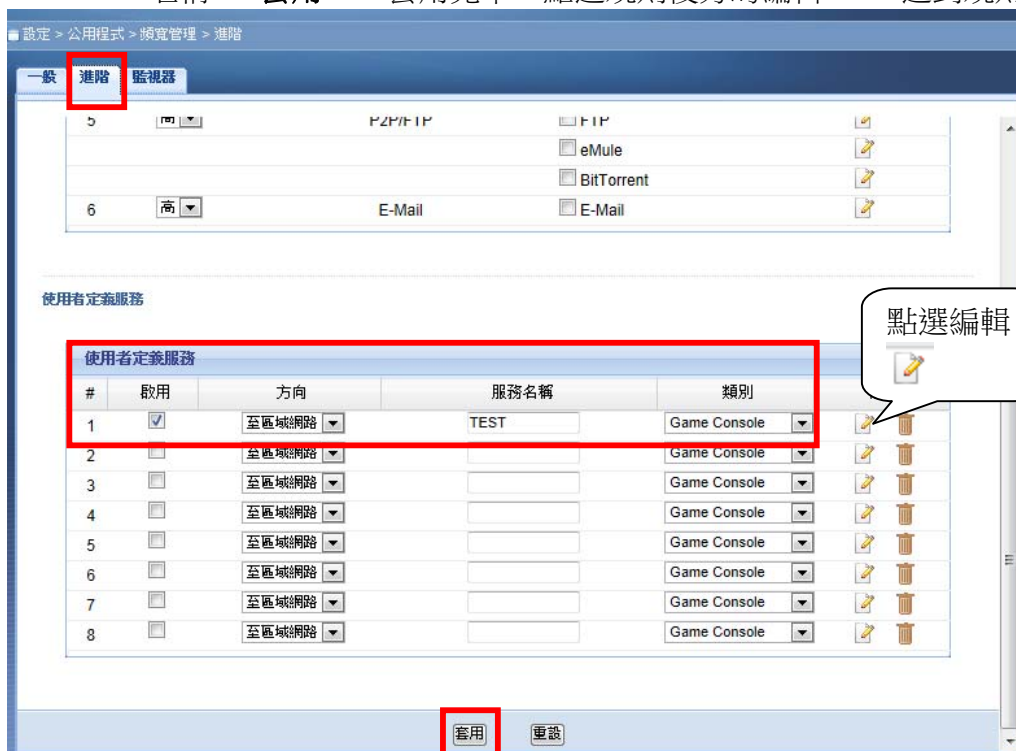 設定 > 公用程式 > 頻寬管理 > 進階
一般 進階 監視器
5 高 P2P/FTP FTP
eMule
BitTorrent
6 高 E-Mail E-Mail
使用者定義服務
點選編輯
使用者定義服務
# 啟用 方向 服務名稱 類別
1 至區域網路 TEST Game Console
2 至區域網路 Game Console
3 至區域網路 Game Console
4 至區域網路 Game Console
5 至區域網路 Game Console
6 至區域網路 Game Console
7 至區域網路 Game Console
8 至區域網路 Game Console
套用 重設